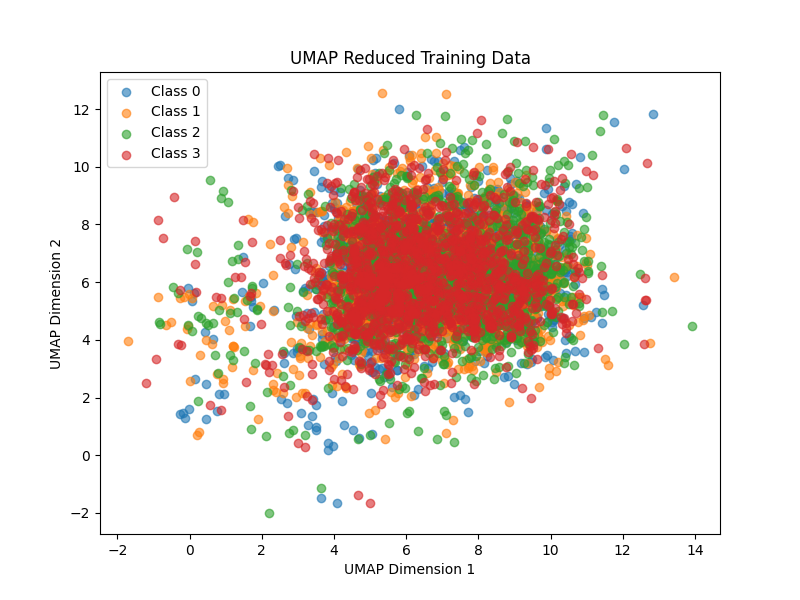 UMAP Reduced Training Data
Class 0
Class 1
Class 2
Class 3
12
10
8
6
4
2
0
−2
UMAP Dimension 2
−2
0
2
4
6
8
10
12
14
UMAP Dimension 1